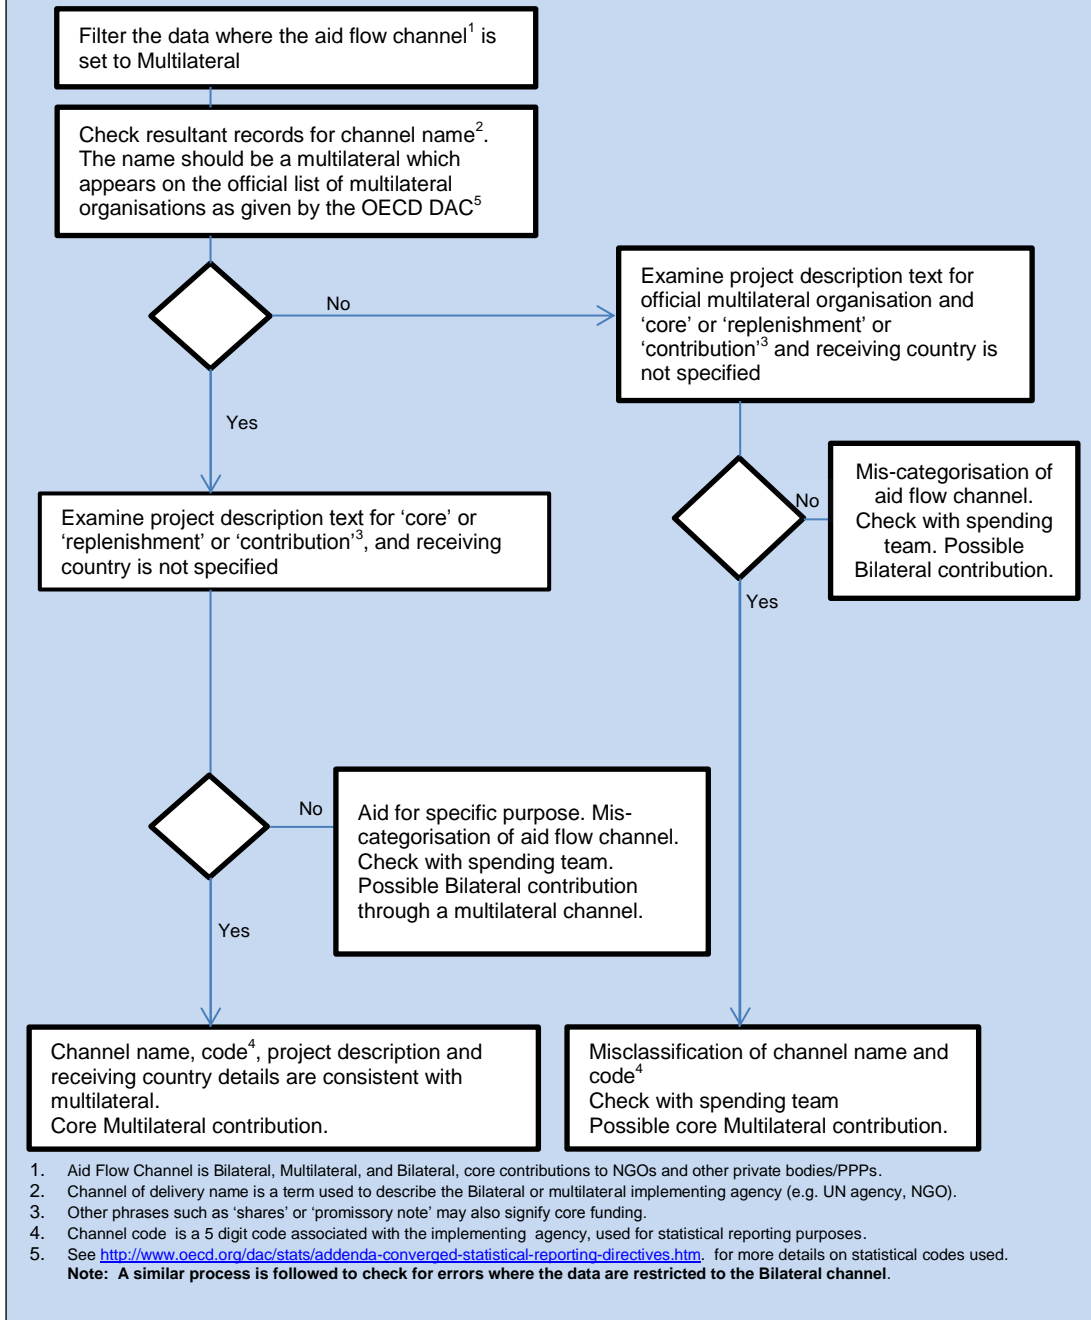 Filter the data where the aid flow channel1 is
set to Multilateral
Check resultant records for channel name2.
The name should be a multilateral which
appears on the official list of multilateral
organisations as given by the OECD DAC5
No
Examine project description text for
official multilateral organisation and
‘core’ or ‘replenishment’ or
‘contribution’3 and receiving country is
not specified
Yes
No
Mis-categorisation of
aid flow channel.
Check with spending
team. Possible
Bilateral contribution.
Examine project description text for ‘core’ or
‘replenishment’ or ‘contribution’3, and receiving
country is not specified
Yes
No
Aid for specific purpose. Mis-
categorisation of aid flow channel.
Check with spending team.
Possible Bilateral contribution
through a multilateral channel.
Yes
Channel name, code4, project description and
receiving country details are consistent with
multilateral.
Core Multilateral contribution.
Misclassification of channel name and
code4
Check with spending team
Possible core Multilateral contribution.
1. Aid Flow Channel is Bilateral, Multilateral, and Bilateral, core contributions to NGOs and other private bodies/PPPs.
2. Channel of delivery name is a term used to describe the Bilateral or multilateral implementing agency (e.g. UN agency, NGO).
3. Other phrases such as ‘shares’ or ‘promissory note’ may also signify core funding.
4. Channel code is a 5 digit code associated with the implementing agency, used for statistical reporting purposes.
5. See http://www.oecd.org/dac/stats/addenda-converged-statistical-reporting-directives.htm. for more details on statistical codes used.
Note: A similar process is followed to check for errors where the data are restricted to the Bilateral channel.